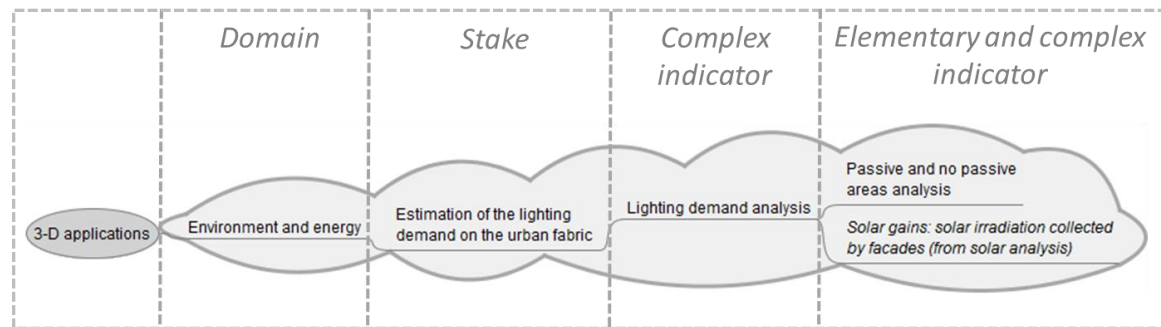 Domain
Stake
Complex
indicator
Elementary and complex
indicator
3-D applications
Environment and energy
Estimation of the lighting
demand on the urban fabric
Lighting demand analysis
Passive and no passive
areas analysis
Solar gains: solar irradiation collected
by facades (from solar analysis)